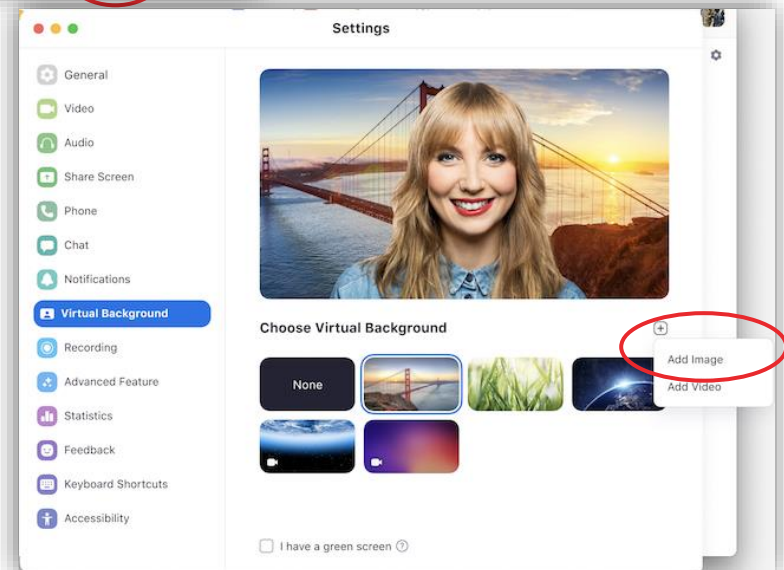 Settings
General
Video
Audio
Share Screen
Phone
Chat
Notifications
Virtual Background
Recording
Advanced Feature
Statistics
Feedback
Keyboard Shortcuts
Accessibility
Choose Virtual Background
Add Image
Add Video
None
I have a green screen